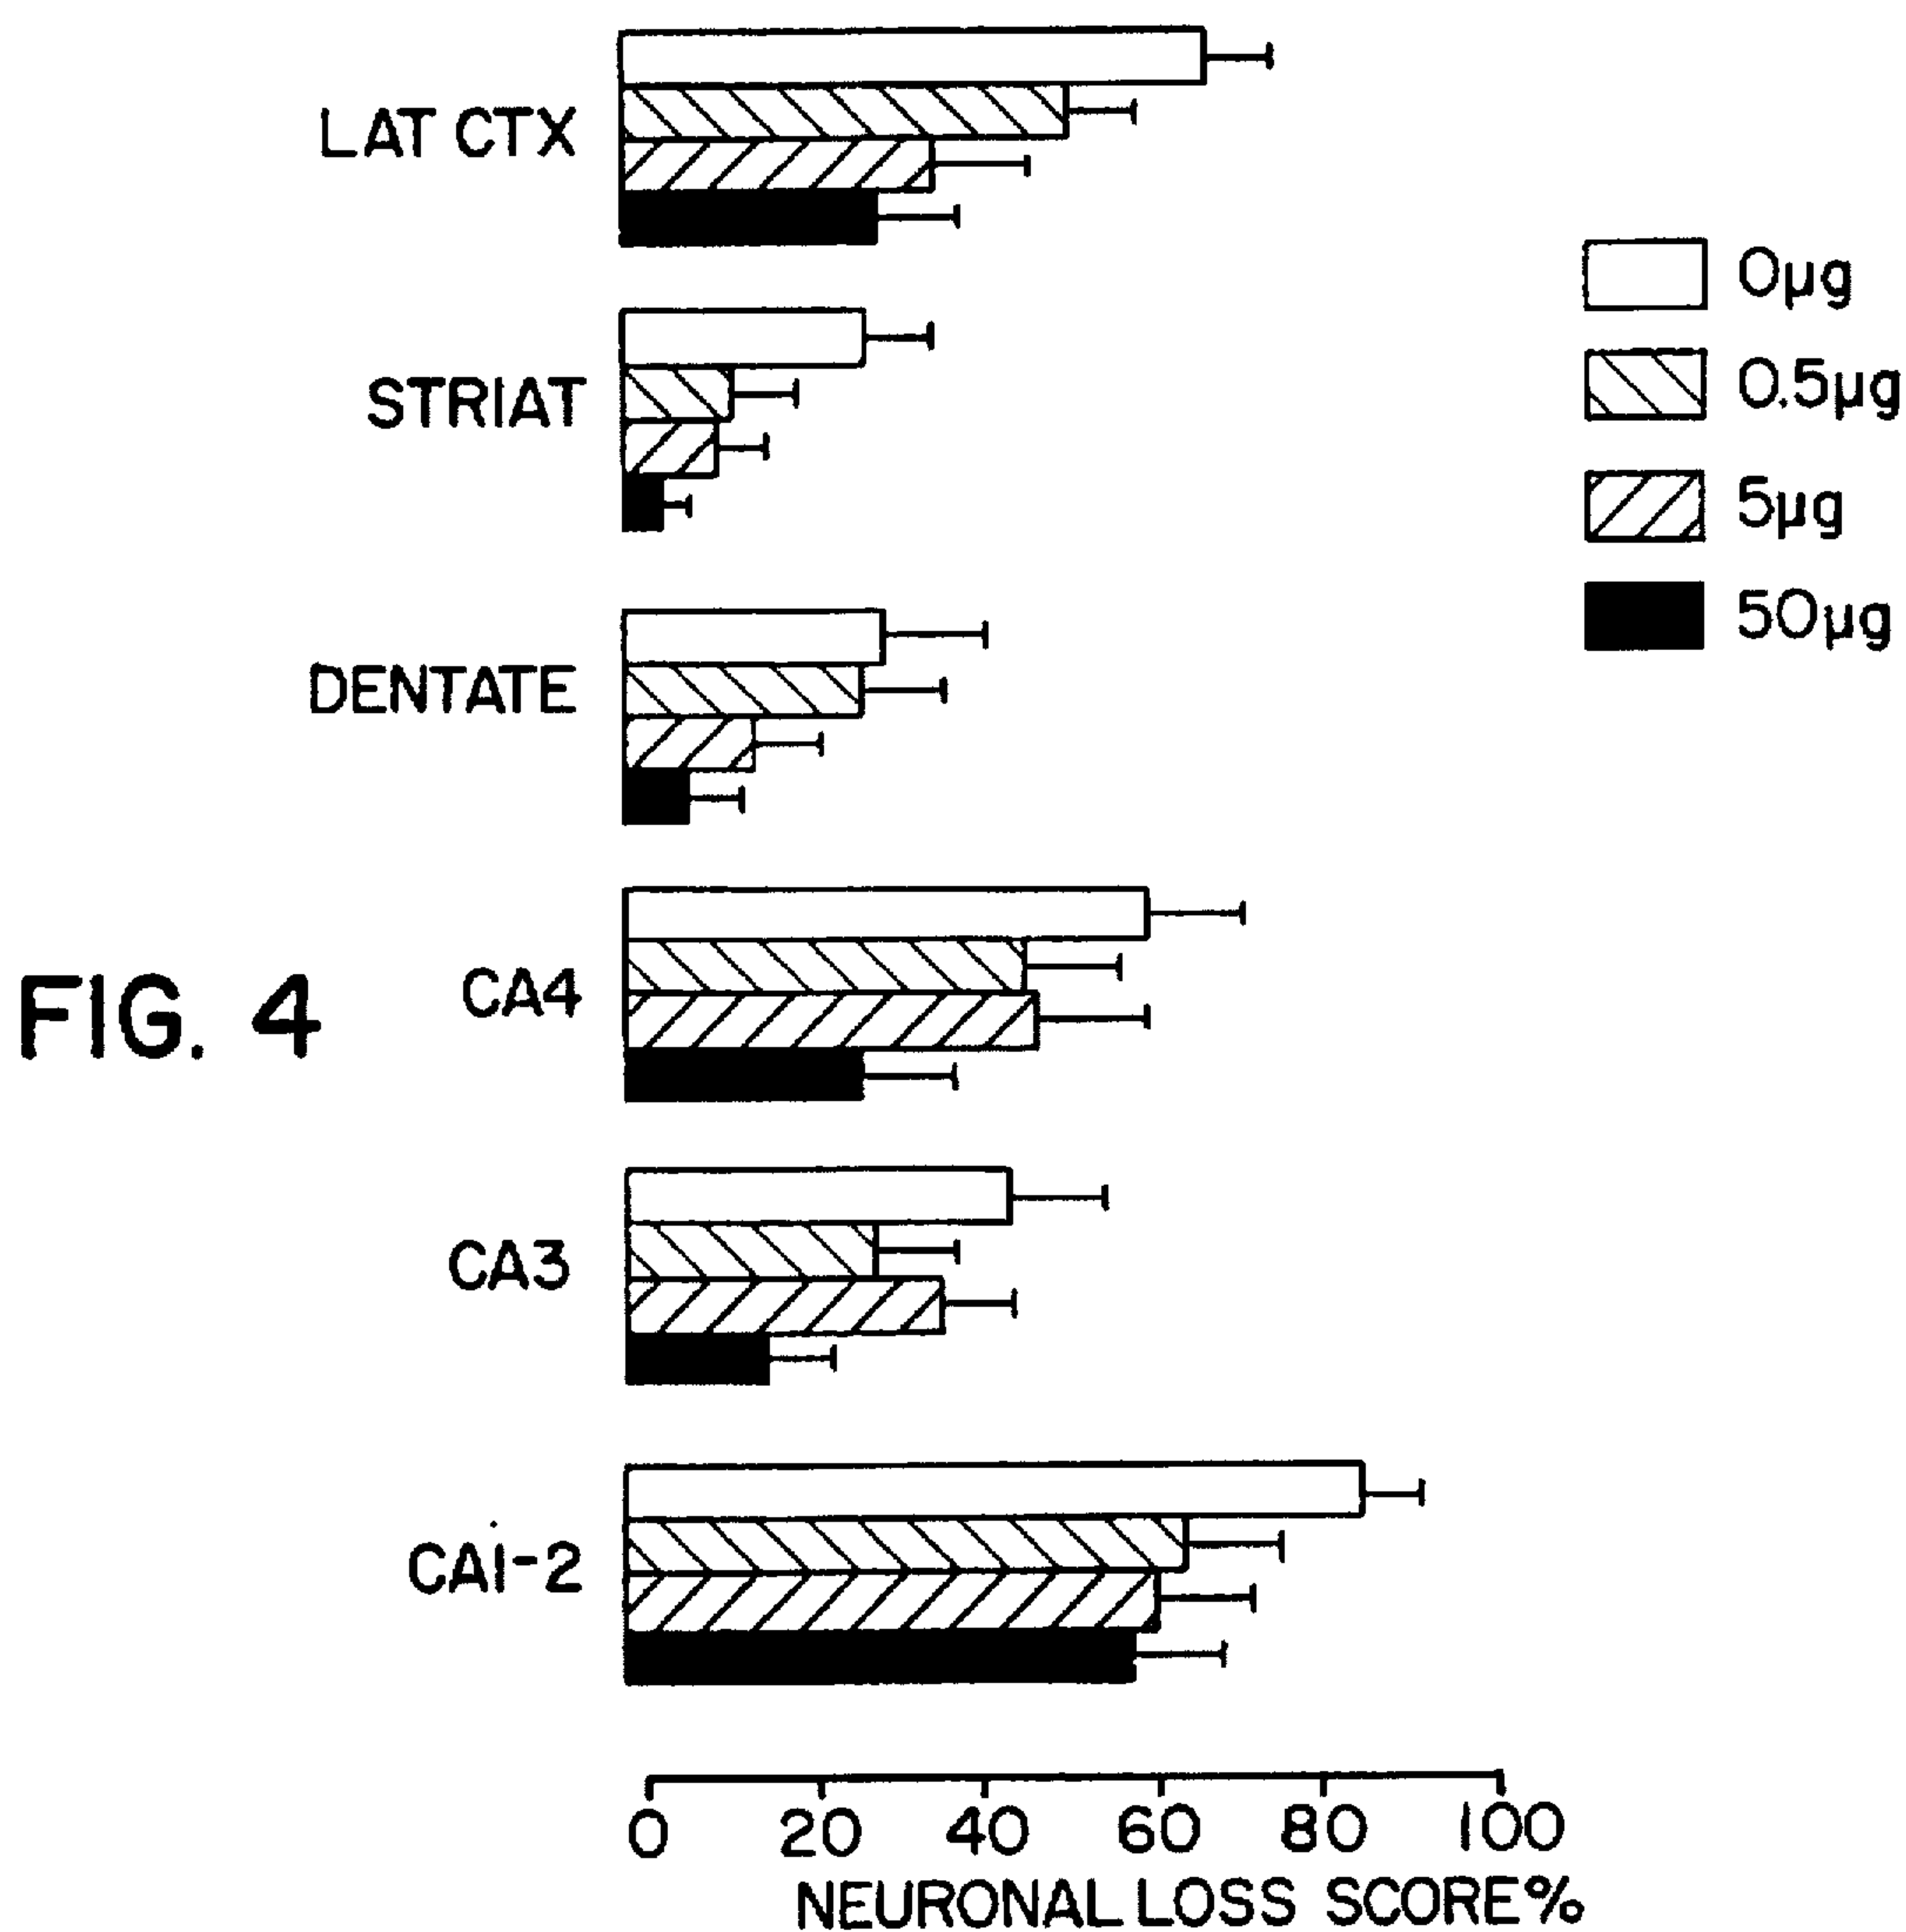 LAT CTX
STRIAT
DENTATE
CA4
CA3
CA1-2
FIG. 4
0µg
0.5µg
5µg
50µg
0 20 40 60 80 100
NEURONAL LOSS SCORE%